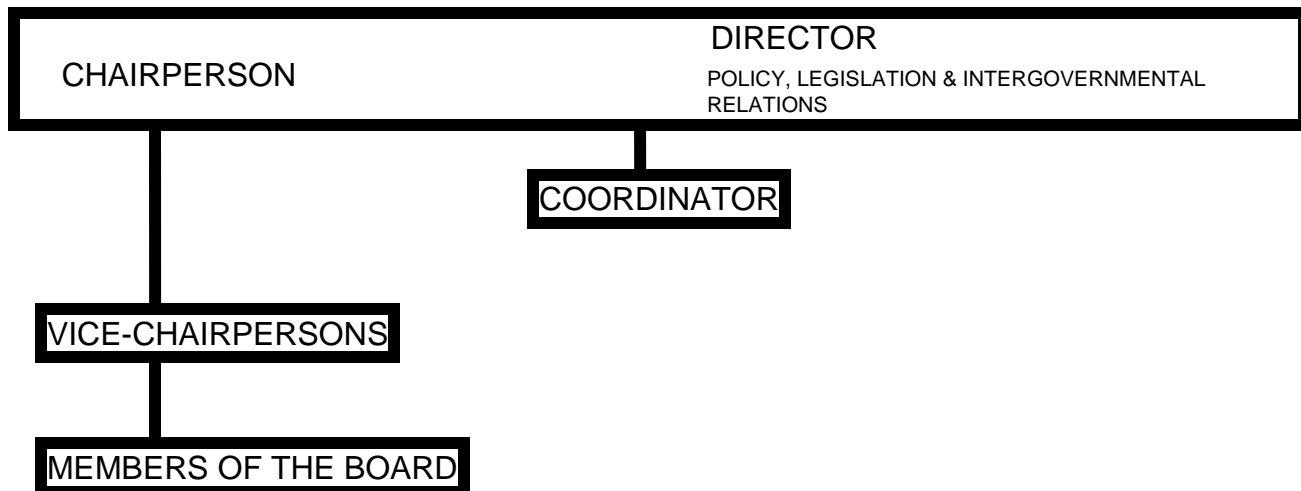 CHAIRPERSON
DIRECTOR
POLICY, LEGISLATION & INTERGOVERNMENTAL
RELATIONS
COORDINATOR
VICE-CHAIRPERSONS
MEMBERS OF THE BOARD